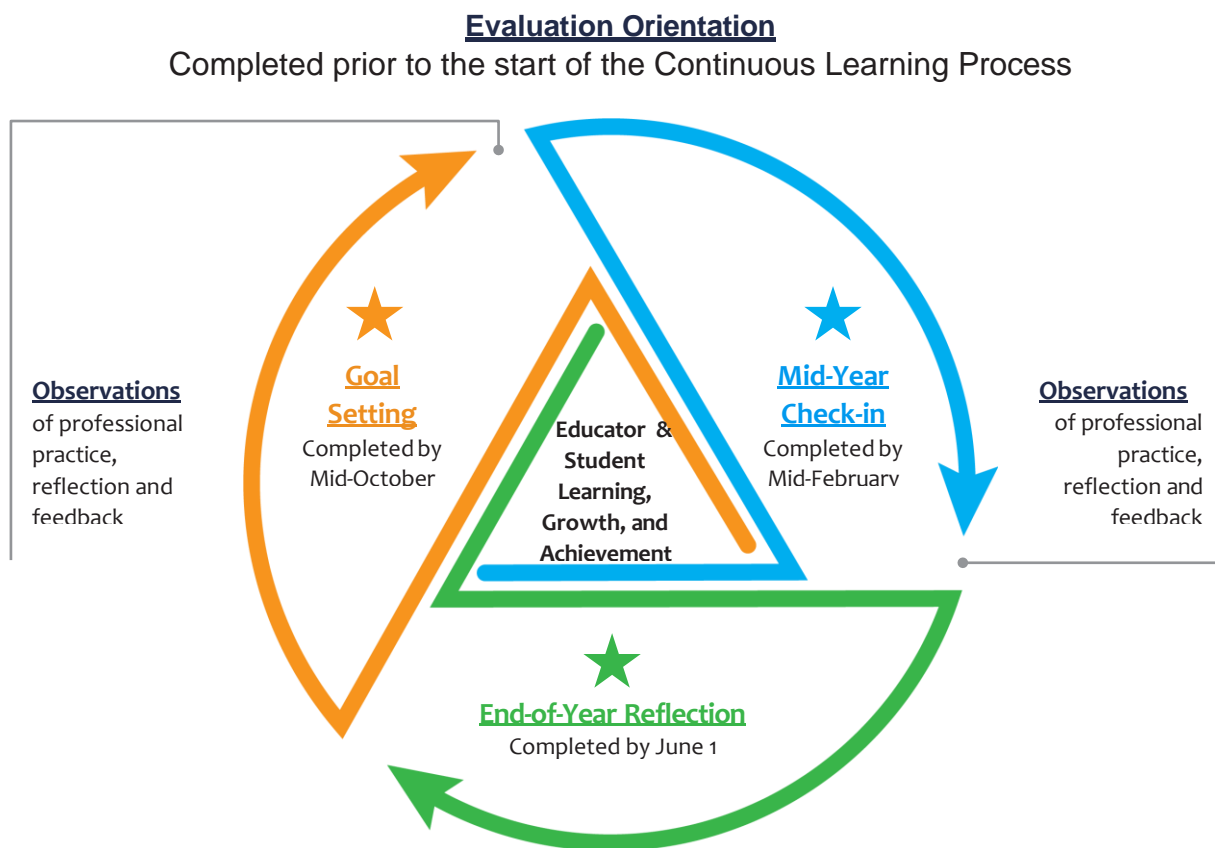 Evaluation Orientation
Completed prior to the start of the Continuous Learning Process
Goal
Setting
Completed by
Mid-October
Mid-Year
Check-in
Completed by
Mid-February
Observations
of professional
practice,
reflection and
feedback
Educator &
Student
Learning,
Growth, and
Achievement
Observations
of professional
practice,
reflection and
feedback
End-of-Year Reflection
Completed by June 1